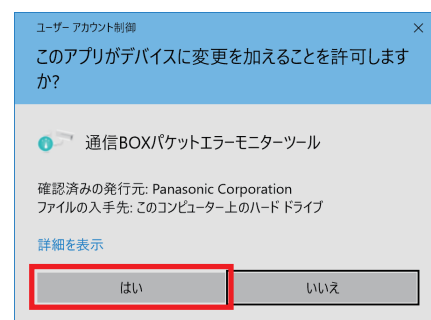 ユーザー アカウント制御
このアプリがデバイスに変更を加えることを許可します
か?
通信BOXパケットエラーモニターツール
確認済みの発行元: Panasonic Corporation
ファイルの入手先: このコンピューター上のハード ドライブ
詳細を表示
はい
いいえ